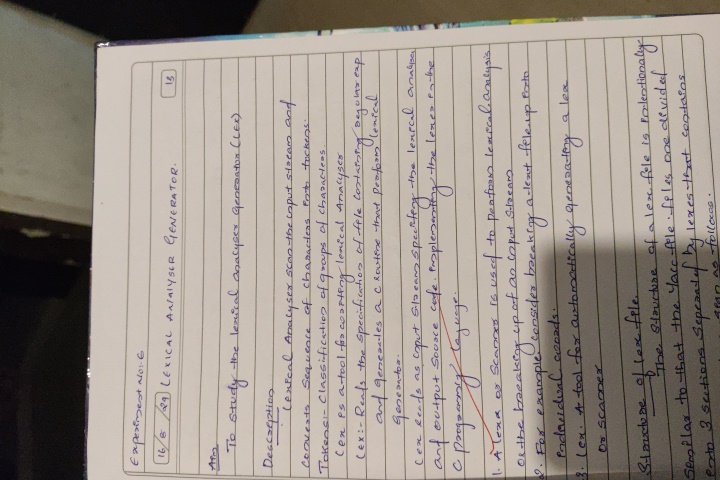 Experiment No: 6
16/8/24 LEXICAL ANALYSER GENERATOR. 13
Aim
To study the lexical analyser Generator (LEX)
Description
Lexical Analyser scan the input stream and
converts sequence of characters into tockens.
Tokens:- Classification of groups of characters.
Lex is a tool for writing lexical Analyser
Lex:- Reads the specification of file containing regular exp
and generates a C routine that perform lexical
Generator.
Lex reads as input stream specifing the lexical analyser
and output source code. implementing the lexer in the
C programming language.
1. A lexa or scanner is used to perform lexical analysis
or the breaking up of an input stream
2. For example consider breaking a text file up into
individual words.
3. Lex. A tool for automatically generating a lex
or scanner
Structure of Lex file.
The structure of a lex file is intentionally
similar to that the Yacc file. files are divided
into 3 sections seperated by lexes that contains
as follows.